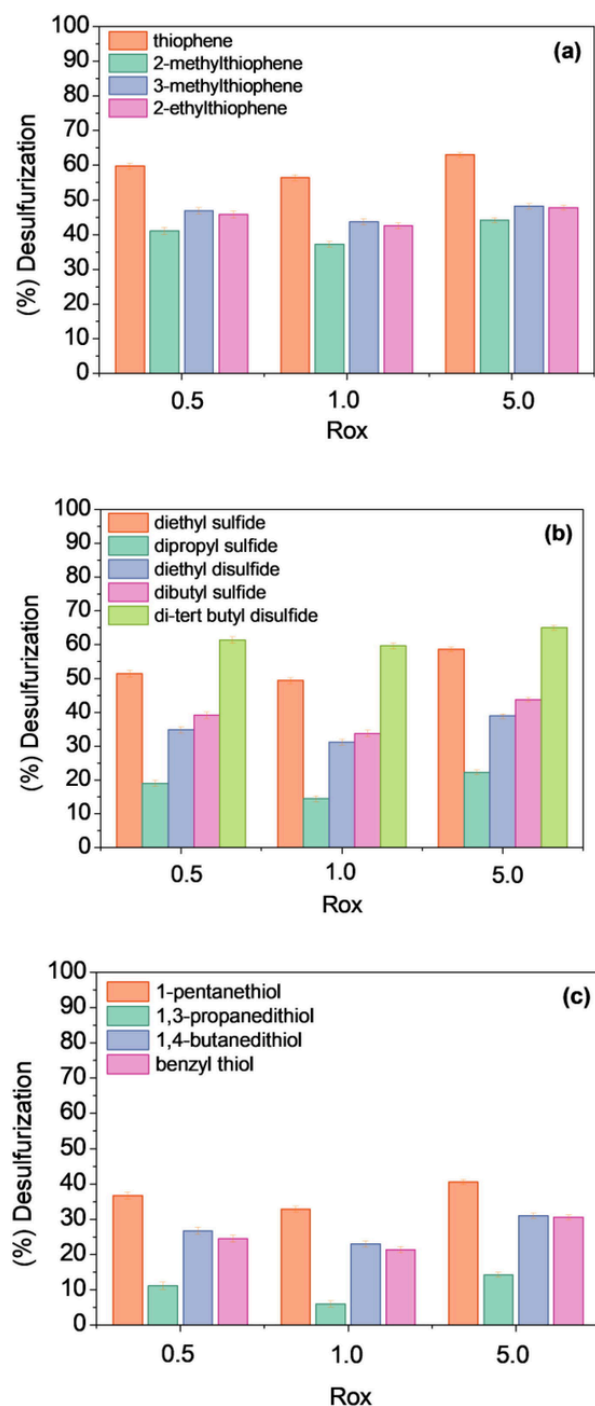 (a)
thiophene
2-methylthiophene
3-methylthiophene
2-ethylthiophene
100
90
80
70
60
50
40
30
20
10
0
(%) Desulfurization
0.5 1.0 5.0
Rox
(b)
diethyl sulfide
dipropyl sulfide
diethyl disulfide
dibutyl sulfide
di-tert butyl disulfide
100
90
80
70
60
50
40
30
20
10
0
(%) Desulfurization
0.5 1.0 5.0
Rox
(c)
1-pentanethiol
1,3-propanedithiol
1,4-butanedithiol
benzyl thiol
100
90
80
70
60
50
40
30
20
10
0
(%) Desulfurization
0.5 1.0 5.0
Rox